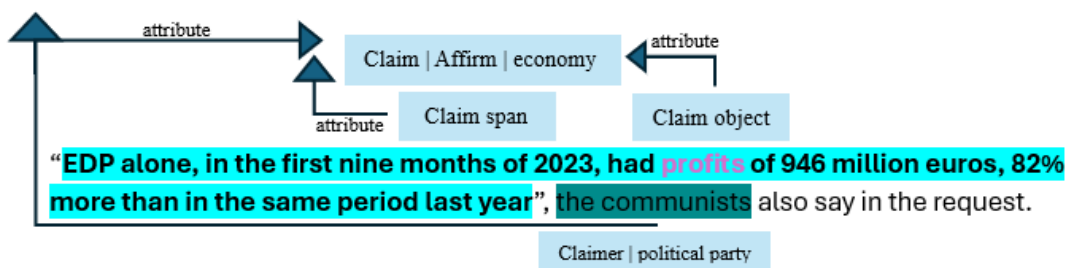 attribute
Claim | Affirm | economy
attribute
attribute
Claim span
Claim object
“EDP alone, in the first nine months of 2023, had profits of 946 million euros, 82%
more than in the same period last year”, the communists also say in the request.
Claimer | political party